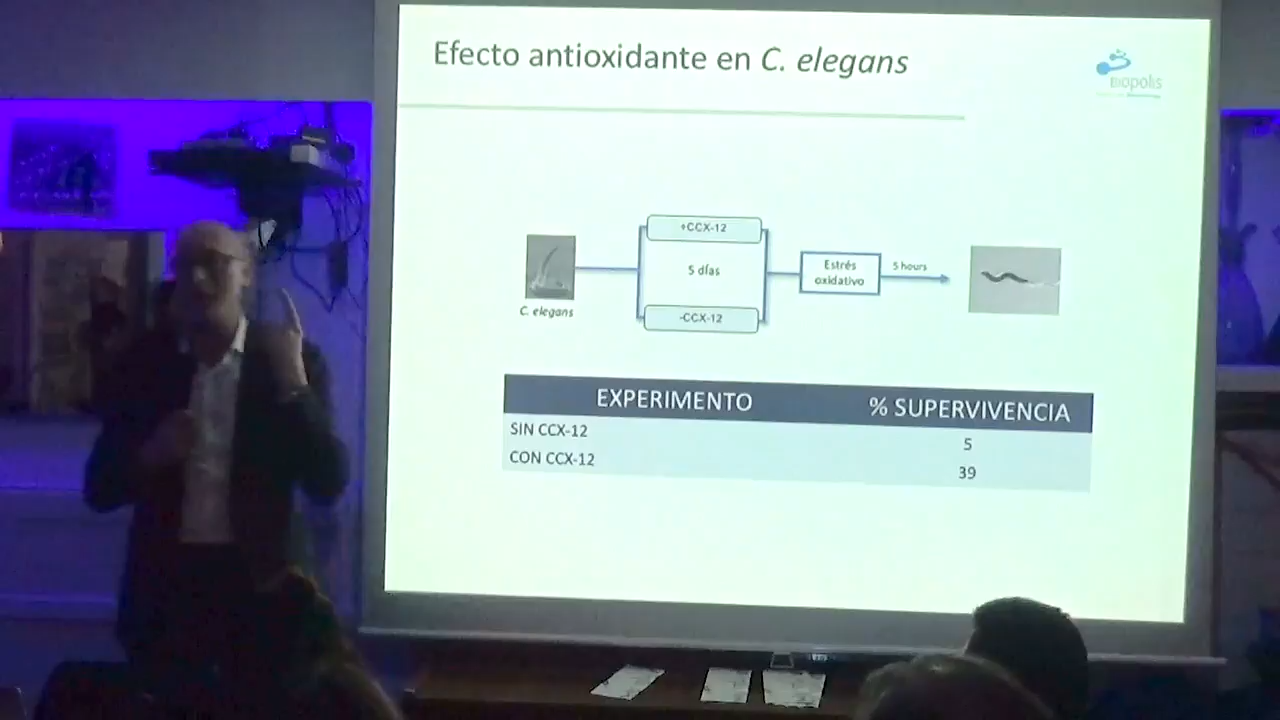 Efecto antioxidante en C. elegans
biopolis
+CCX-12
5 días
-CCX-12
C. elegans
Estrés
oxidativo
5 hours
EXPERIMENTO % SUPERVIVENCIA
SIN CCX-12 5
CON CCX-12 39